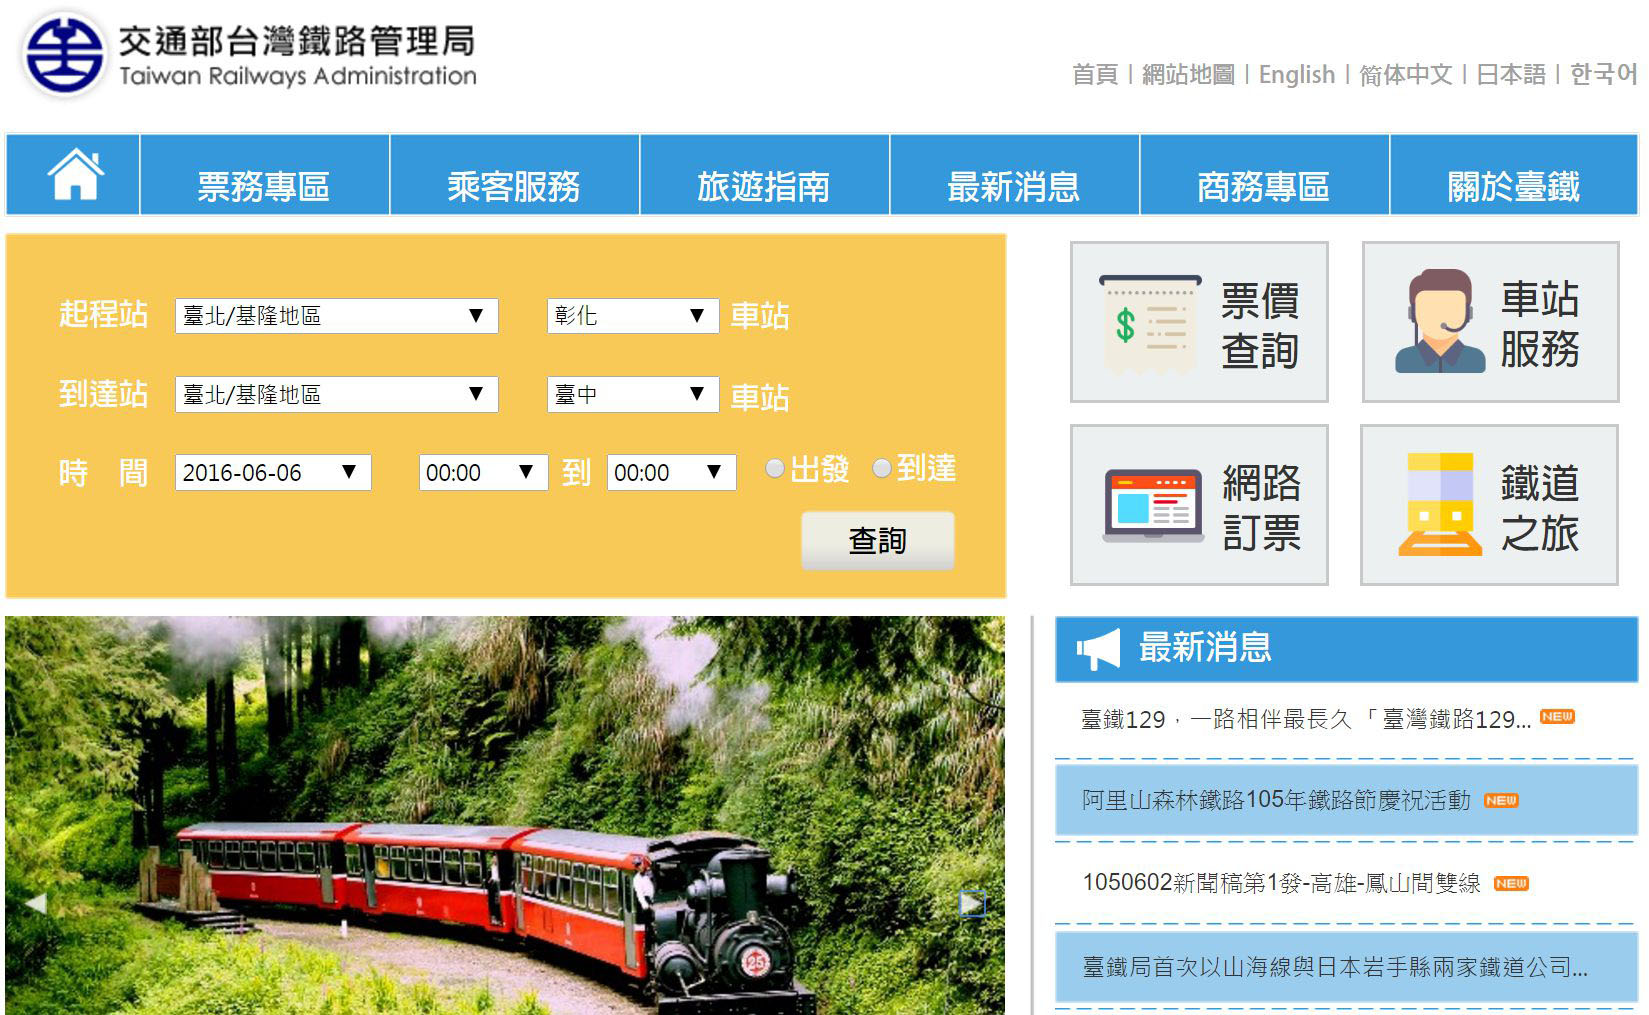 交通部台灣鐵路管理局
Taiwan Railways Administration
首頁 | 網站地圖 | English | 简体中文 | 日本語 | 한국어
票務專區
乘客服務
旅遊指南
最新消息
商務專區
關於臺鐵
起程站 臺北/基隆地區 ▼ 彰化 ▼ 車站
到達站 臺北/基隆地區 ▼ 臺中 ▼ 車站
時 間 2016-06-06 ▼ 00:00 ▼ 到 00:00 ▼ 出發 到達
查詢
票價
查詢
車站
服務
網路
訂票
鐵道
之旅
25
最新消息
臺鐵129，一路相伴最長久「臺灣鐵路129... NEW
阿里山森林鐵路105年鐵路節慶祝活動 NEW
1050602新聞稿第1發-高雄-鳳山間雙線 NEW
臺鐵局首次以山海線與日本岩手縣兩家鐵道公司...